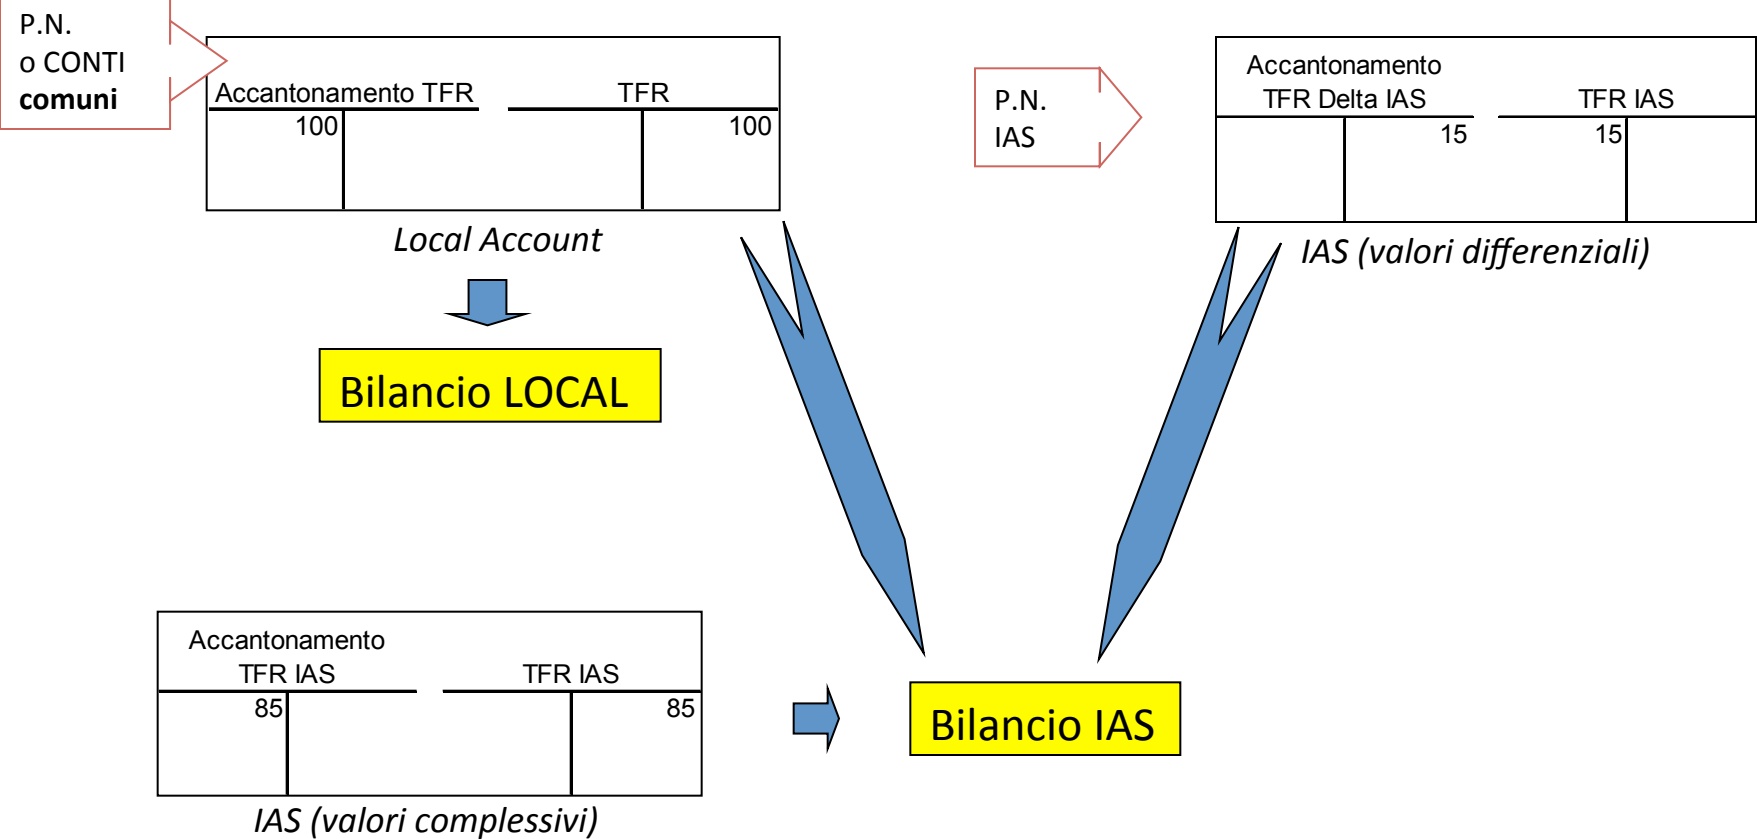 P.N.
o CONTI
comuni
Accantonamento TFR
TFR
100
100
Local Account
P.N.
IAS
Accantonamento
TFR Delta IAS
TFR IAS
15
15
IAS (valori differenziali)
Bilancio LOCAL
Accantonamento
TFR IAS
TFR IAS
85
85
IAS (valori complessivi)
Bilancio IAS